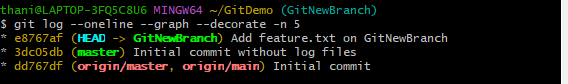 thani@LAPTOP-3FQ5C8U6 MINGW64 ~/GitDemo (GitNewBranch)
$ git log --oneline --graph --decorate -n 5
* e8767af (HEAD -> GitNewBranch) Add feature.txt on GitNewBranch
* 3dc05db (master) Initial commit without log files
* dd767df (origin/master, origin/main) Initial commit